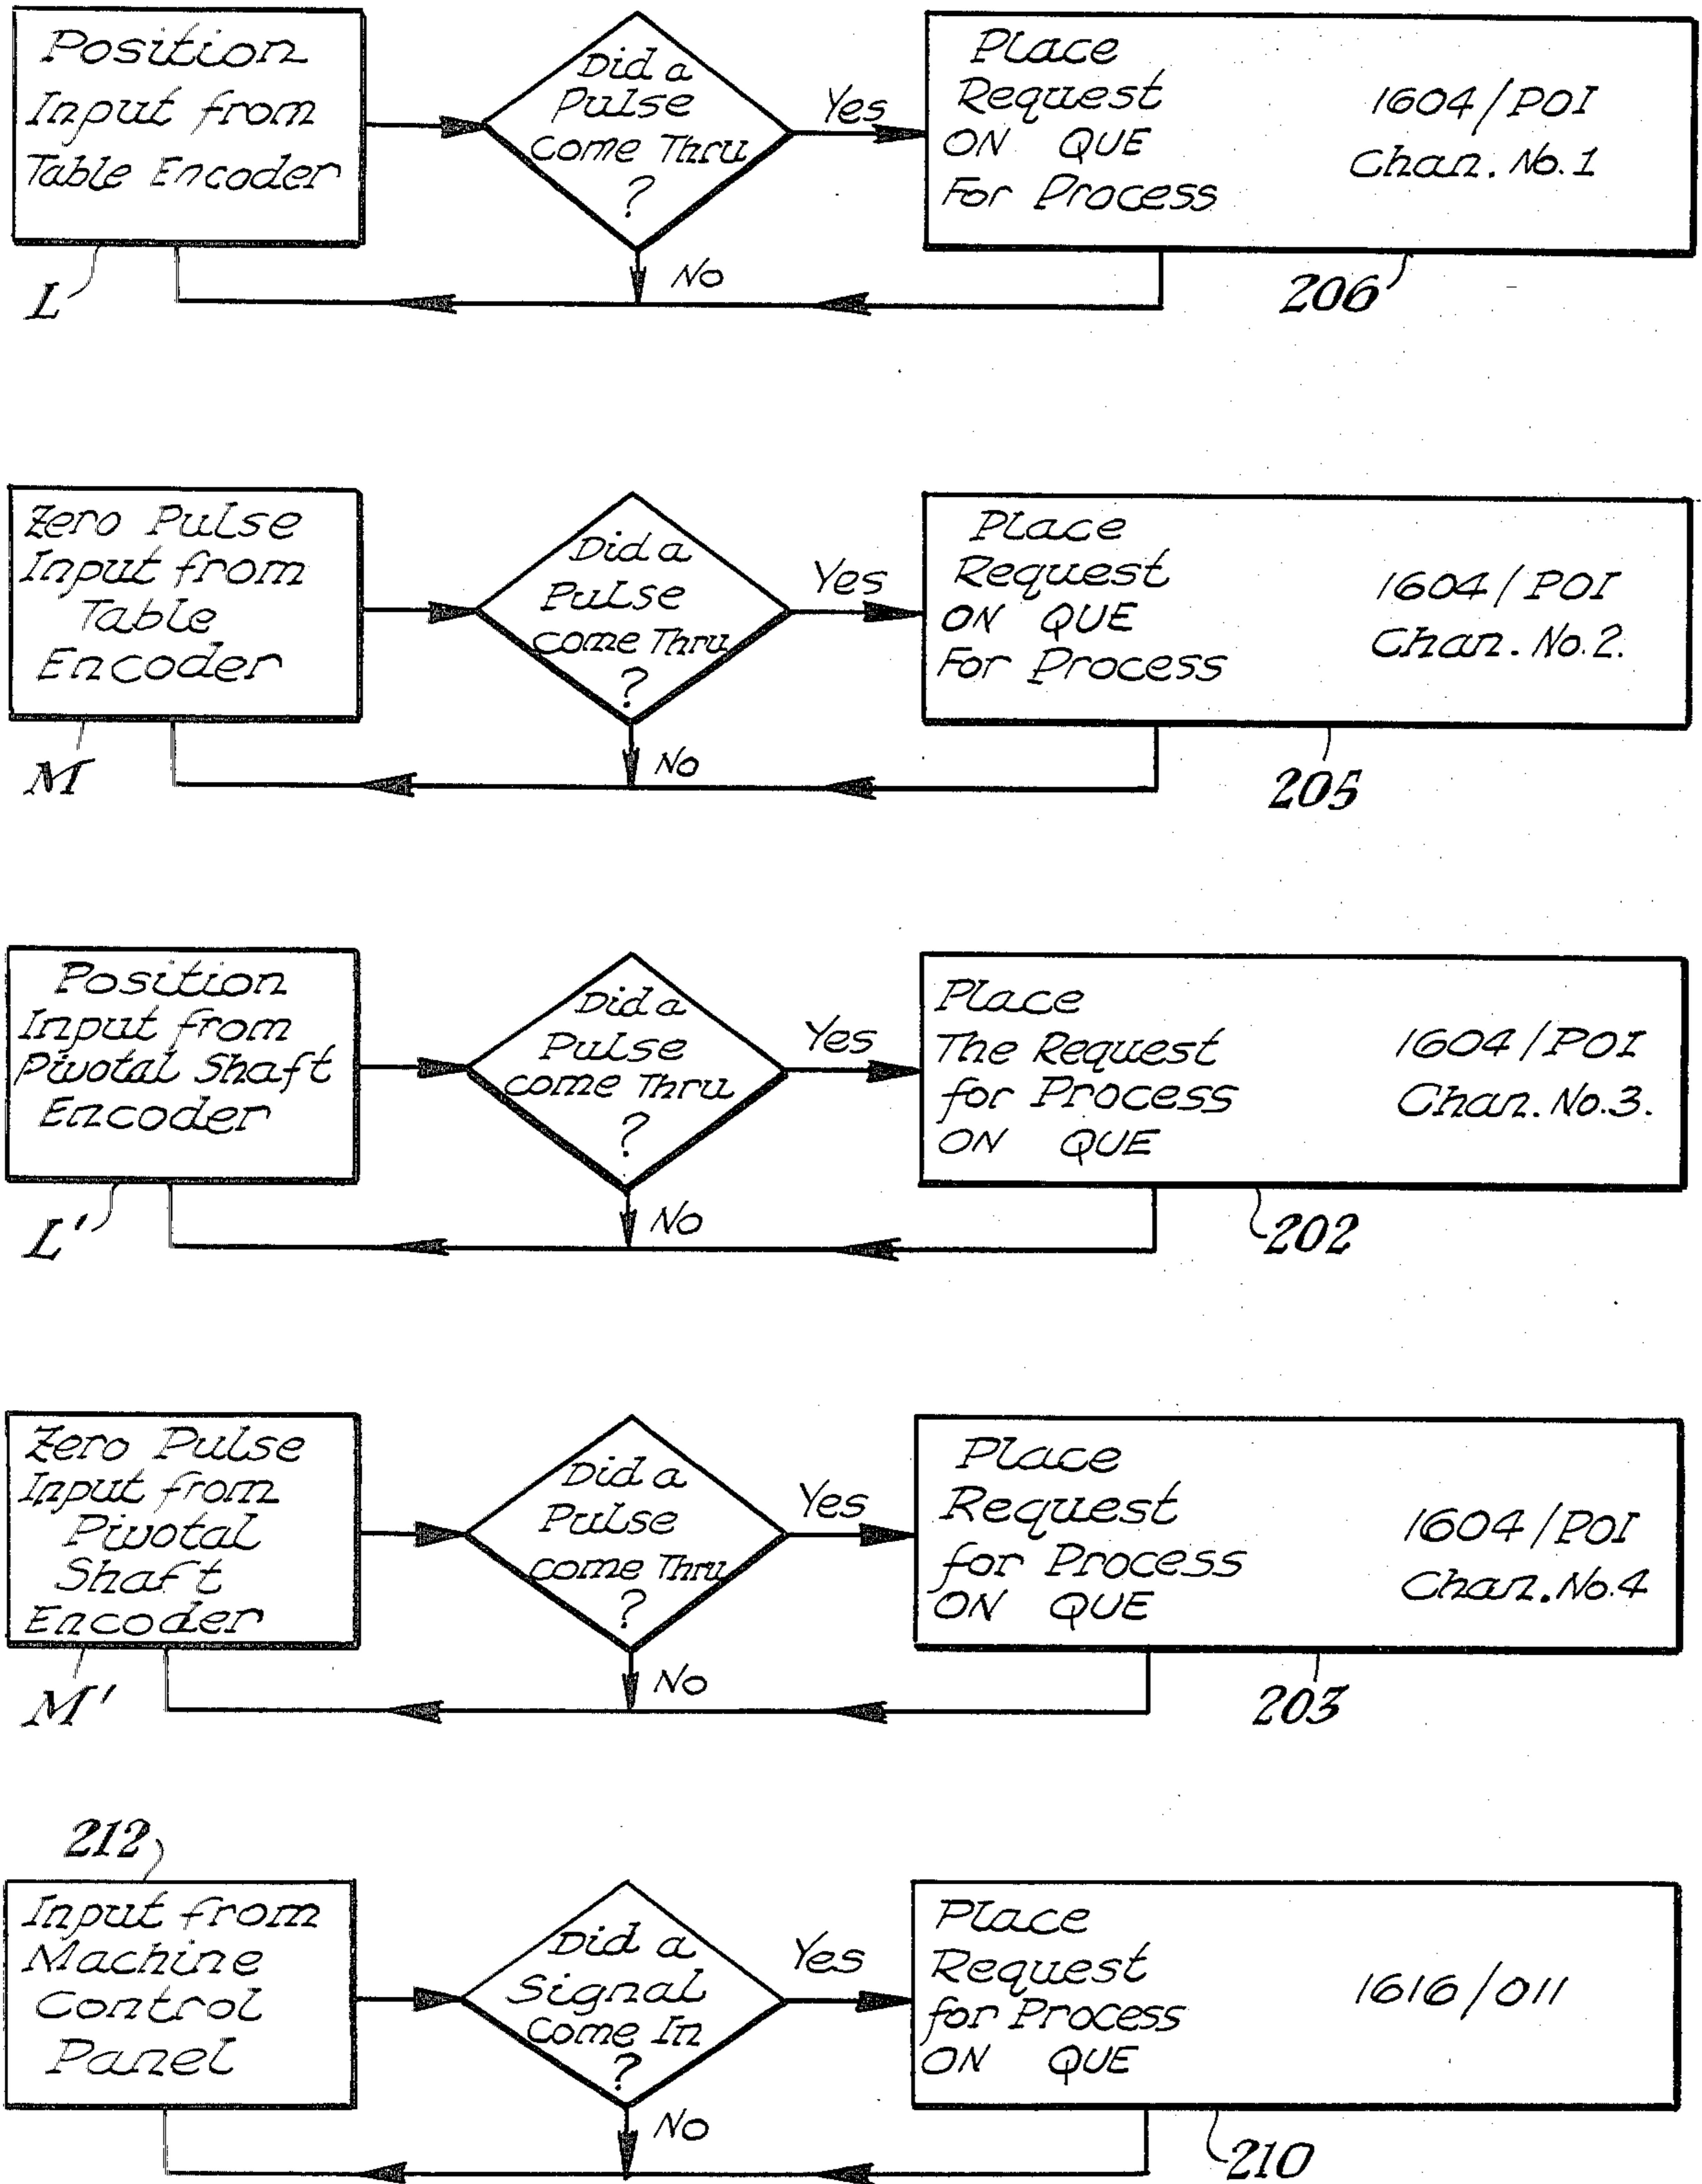 Position
Input from
Table Encoder
Did a
Pulse
Come Thru
?
Yes
No
Place
Request
ON QUE
For Process
1604/POI
Chan. No.1
L
206
Zero Pulse
Input from
Table
Encoder
Did a
Pulse
Come Thru
?
Yes
No
Place
Request
ON QUE
For Process
1604/POI
Chan. No.2.
M
205
Position
Input from
Pivotal Shaft
Encoder
Did a
Pulse
Come Thru
?
Yes
No
Place
The Request
for Process
ON QUE
1604/POI
Chan. No.3.
L'
202
Zero Pulse
Input from
Pivotal
Shaft
Encoder
Did a
Pulse
Come Thru
?
Yes
No
Place
Request
for Process
ON QUE
1604/POI
Chan. No.4
M'
203
212
Input from
Machine
Control
Panel
Did a
Signal
Come In
?
Yes
No
Place
Request
for Process
ON QUE
1616/011
210